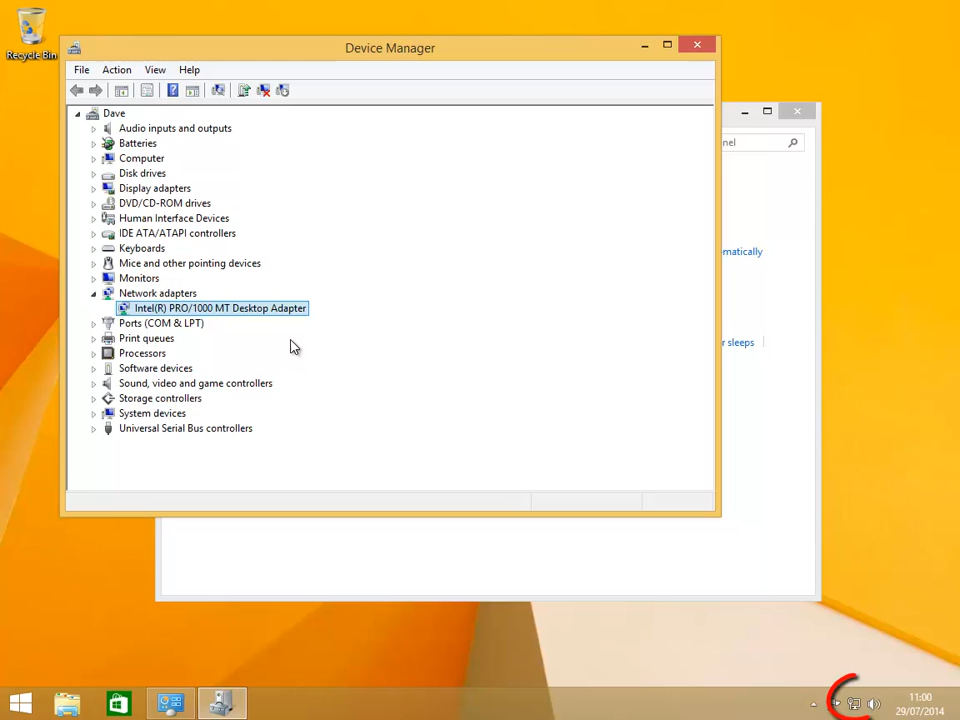 Recycle Bin
Device Manager
File Action View Help
Dave
Audio inputs and outputs
Batteries
Computer
Disk drives
Display adapters
DVD/CD-ROM drives
Human Interface Devices
IDE ATA/ATAPI controllers
Keyboards
Mice and other pointing devices
Monitors
Network adapters
Intel(R) PRO/1000 MT Desktop Adapter
Ports (COM & LPT)
Print queues
Processors
Software devices
Sound, video and game controllers
Storage controllers
System devices
Universal Serial Bus controllers
nel
omatically
r sleeps
11:00
29/07/2014